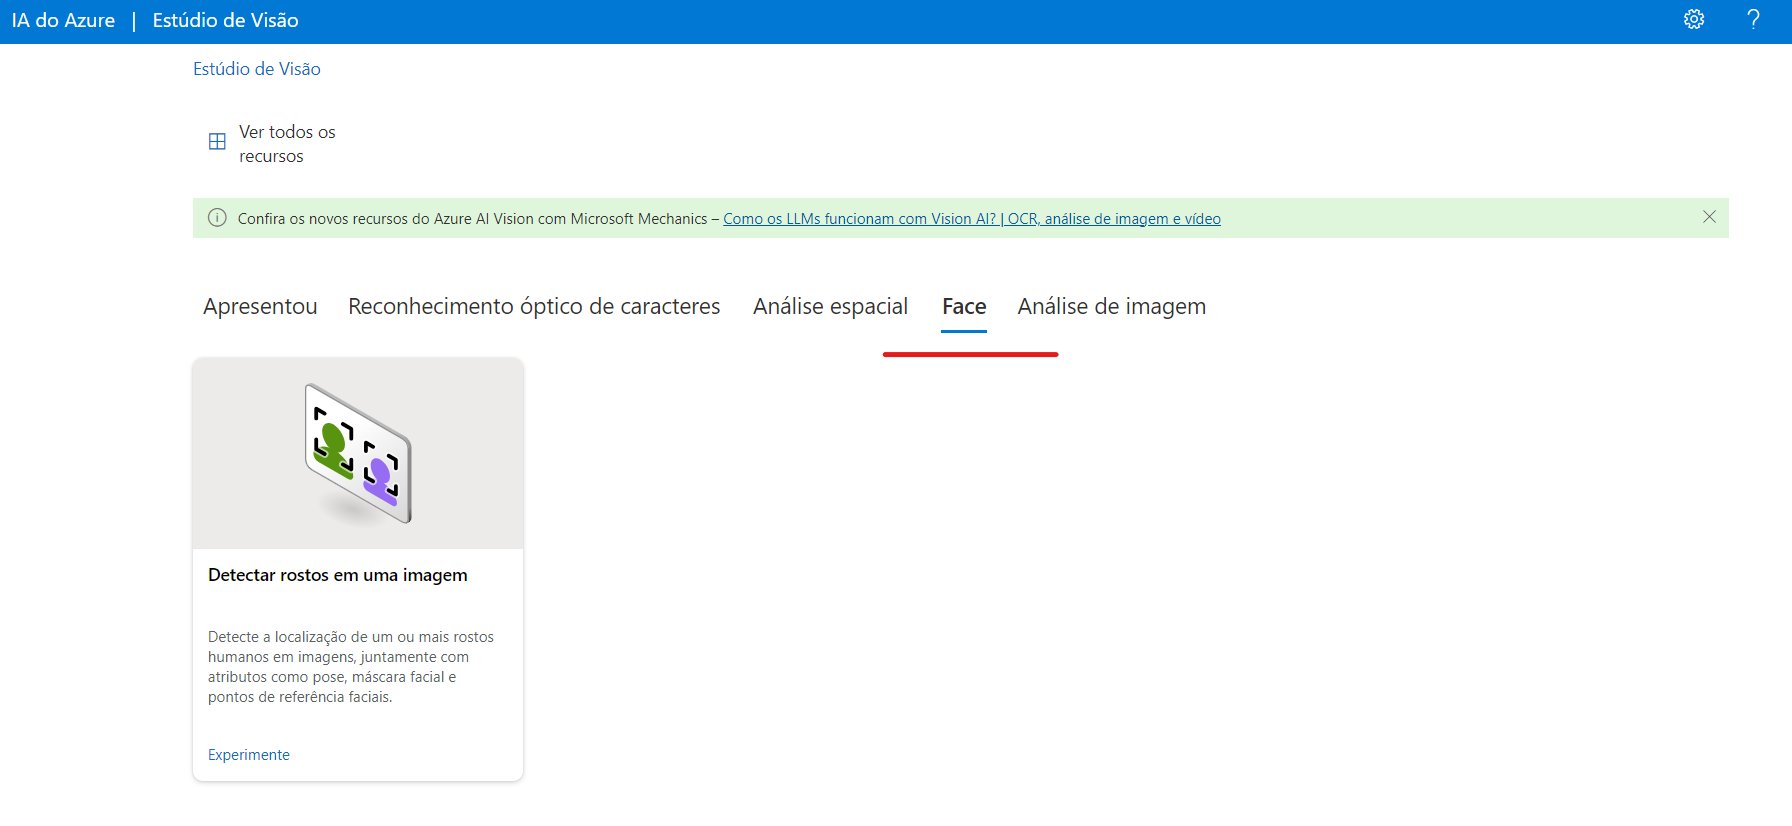 IA do Azure | Estúdio de Visão
Estúdio de Visão
Ver todos os
recursos
Confira os novos recursos do Azure AI Vision com Microsoft Mechanics – Como os LLMs funcionam com Vision AI? | OCR, análise de imagem e vídeo
Apresentou Reconhecimento óptico de caracteres Análise espacial Face Análise de imagem
Detectar rostos em uma imagem
Detecte a localização de um ou mais rostos
humanos em imagens, juntamente com
atributos como pose, máscara facial e
pontos de referência faciais.
Experimente